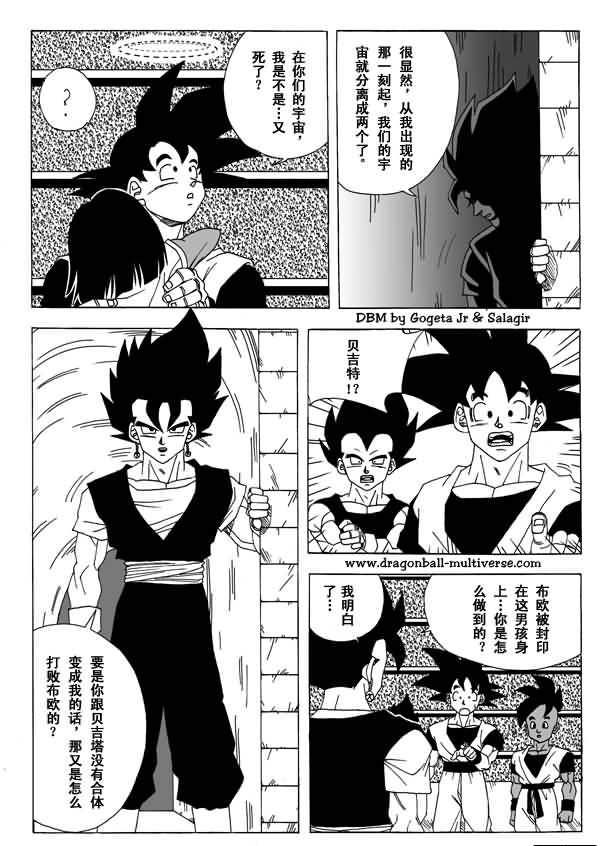 很显然，从我出现的
那一刻起，我们的宇
宙就分离成两个了。
在你们的宇宙，
我是不是…又
死了？
？
DBM by Gogeta Jr & Salagir
贝吉特!?
www.dragonball-multiverse.com
布欧被封印
在这男孩身
上…你是怎
么做到的？
我明白
了…
要是你跟贝吉塔没有合体
变成我的话，那又是怎么
打败布欧的？